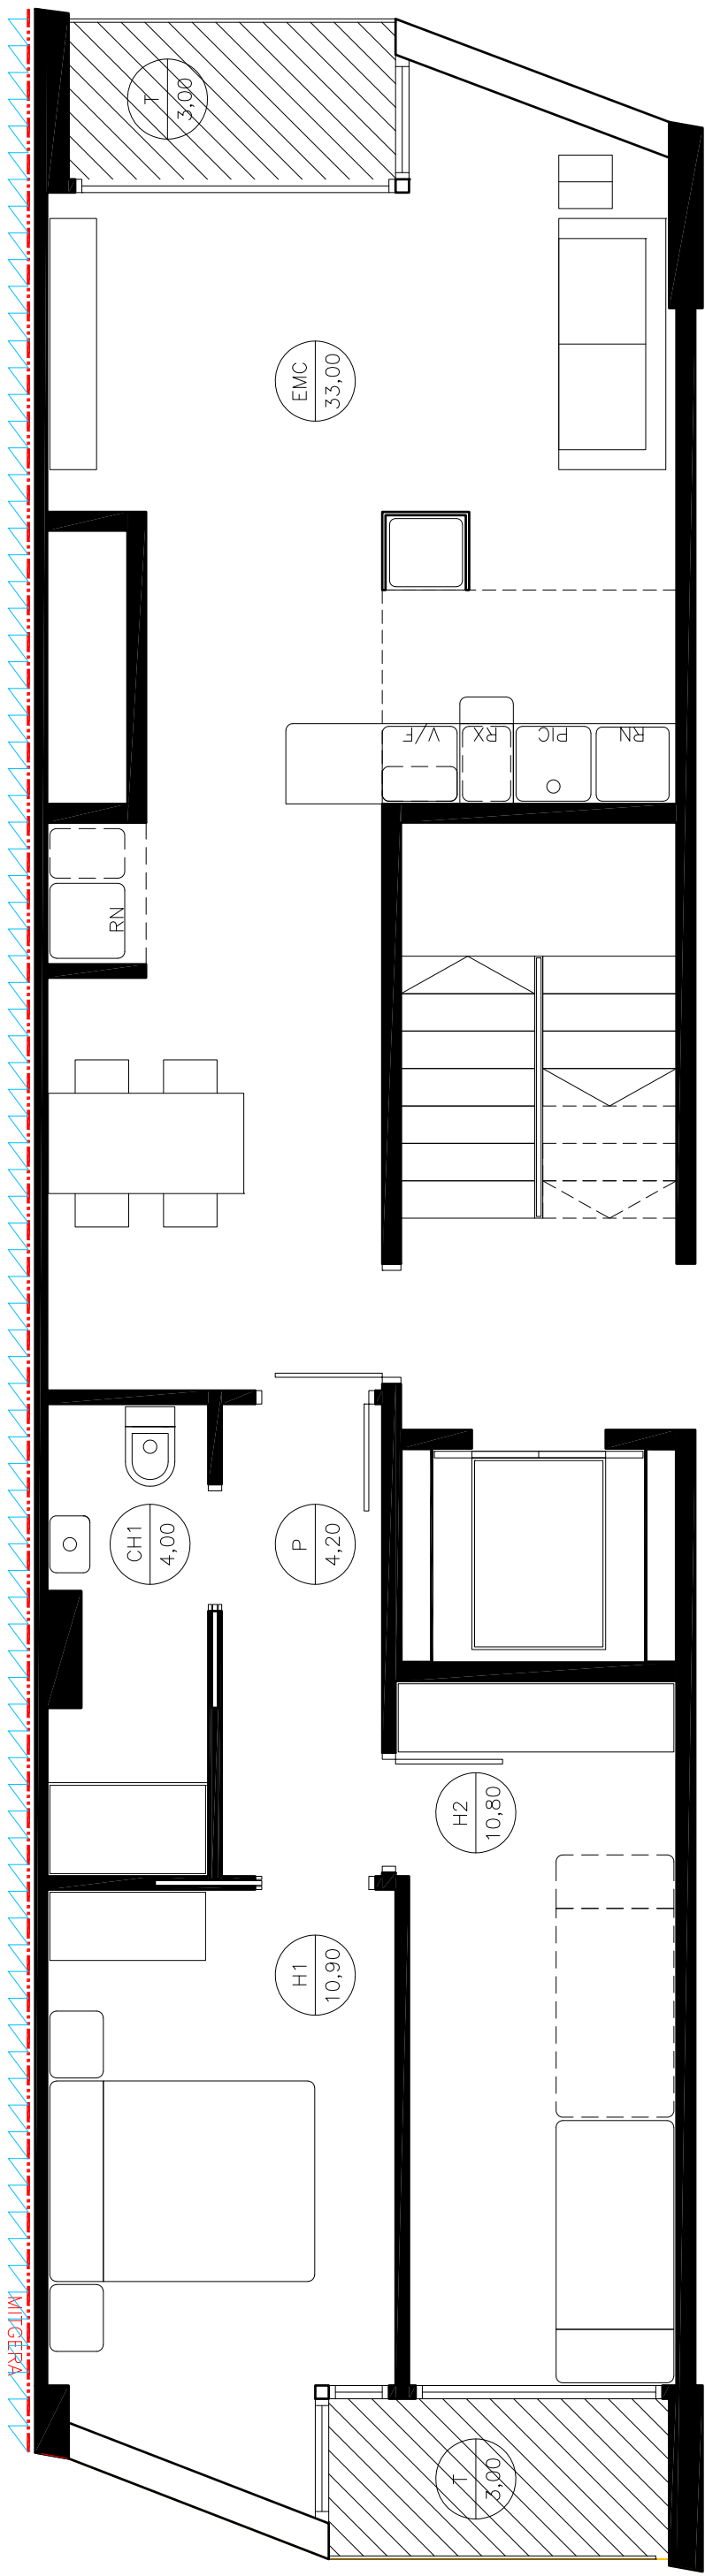 T
3,00
EMC
33,00
V/F
RX
PIC
RN
RN
CH1
4,00
P
4,20
H2
10,80
H1
10,90
MITGERA
T
3,00